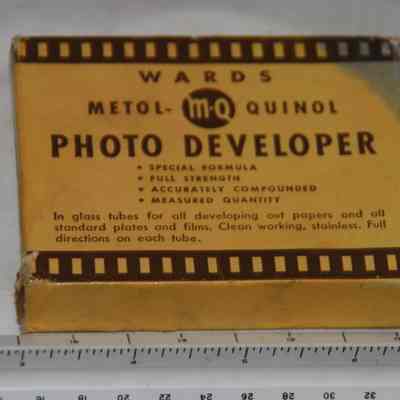 WARDS
METOL- M-Q QUINOL
PHOTO DEVELOPER
• SPECIAL FORMULA
• FULL STRENGTH
• ACCURATELY COMPOUNDED
• MEASURED QUANTITY
In glass tubes for all developing out papers and all
standard plates and films. Clean working, stainless. Full
directions on each tube.